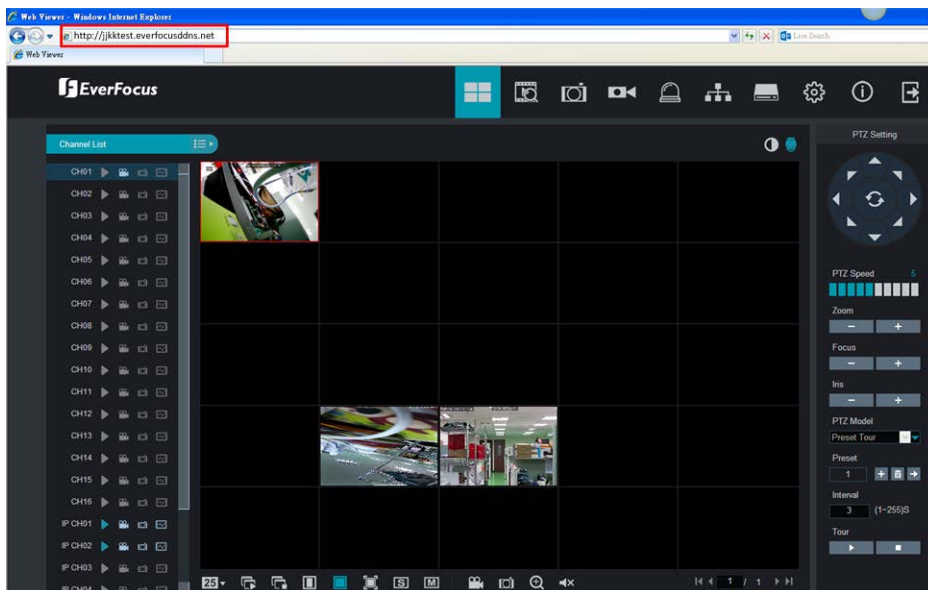 Web Viewer - Windows Internet Explorer
http://jjkktest.everfocusddns.net
Live Search
Web Viewer
EverFocus
Channel List
PTZ Setting
CH01
CH02
CH03
CH04
CH05
CH06
CH07
CH08
CH09
CH10
CH11
CH12
CH13
CH14
CH15
CH16
IP CH01
IP CH02
IP CH03
IP CH04
PTZ Speed 5
Zoom
- +
Focus
- +
Iris
- +
PTZ Model
Preset Tour
Preset
1
Interval
3 (1~255)S
Tour
25
S M
1 / 1